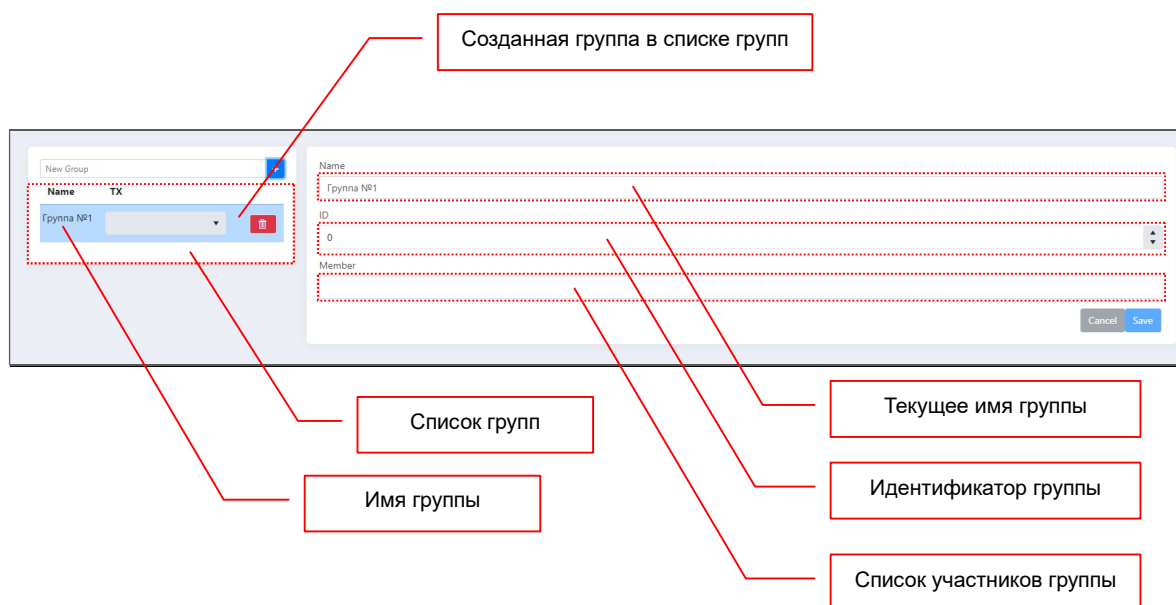 Созданная группа в списке групп
New Group
+
Name TX
Группа №1
Name
Группа №1
ID
0
Member
Cancel Save
Текущее имя группы
Список групп
Идентификатор группы
Имя группы
Список участников группы